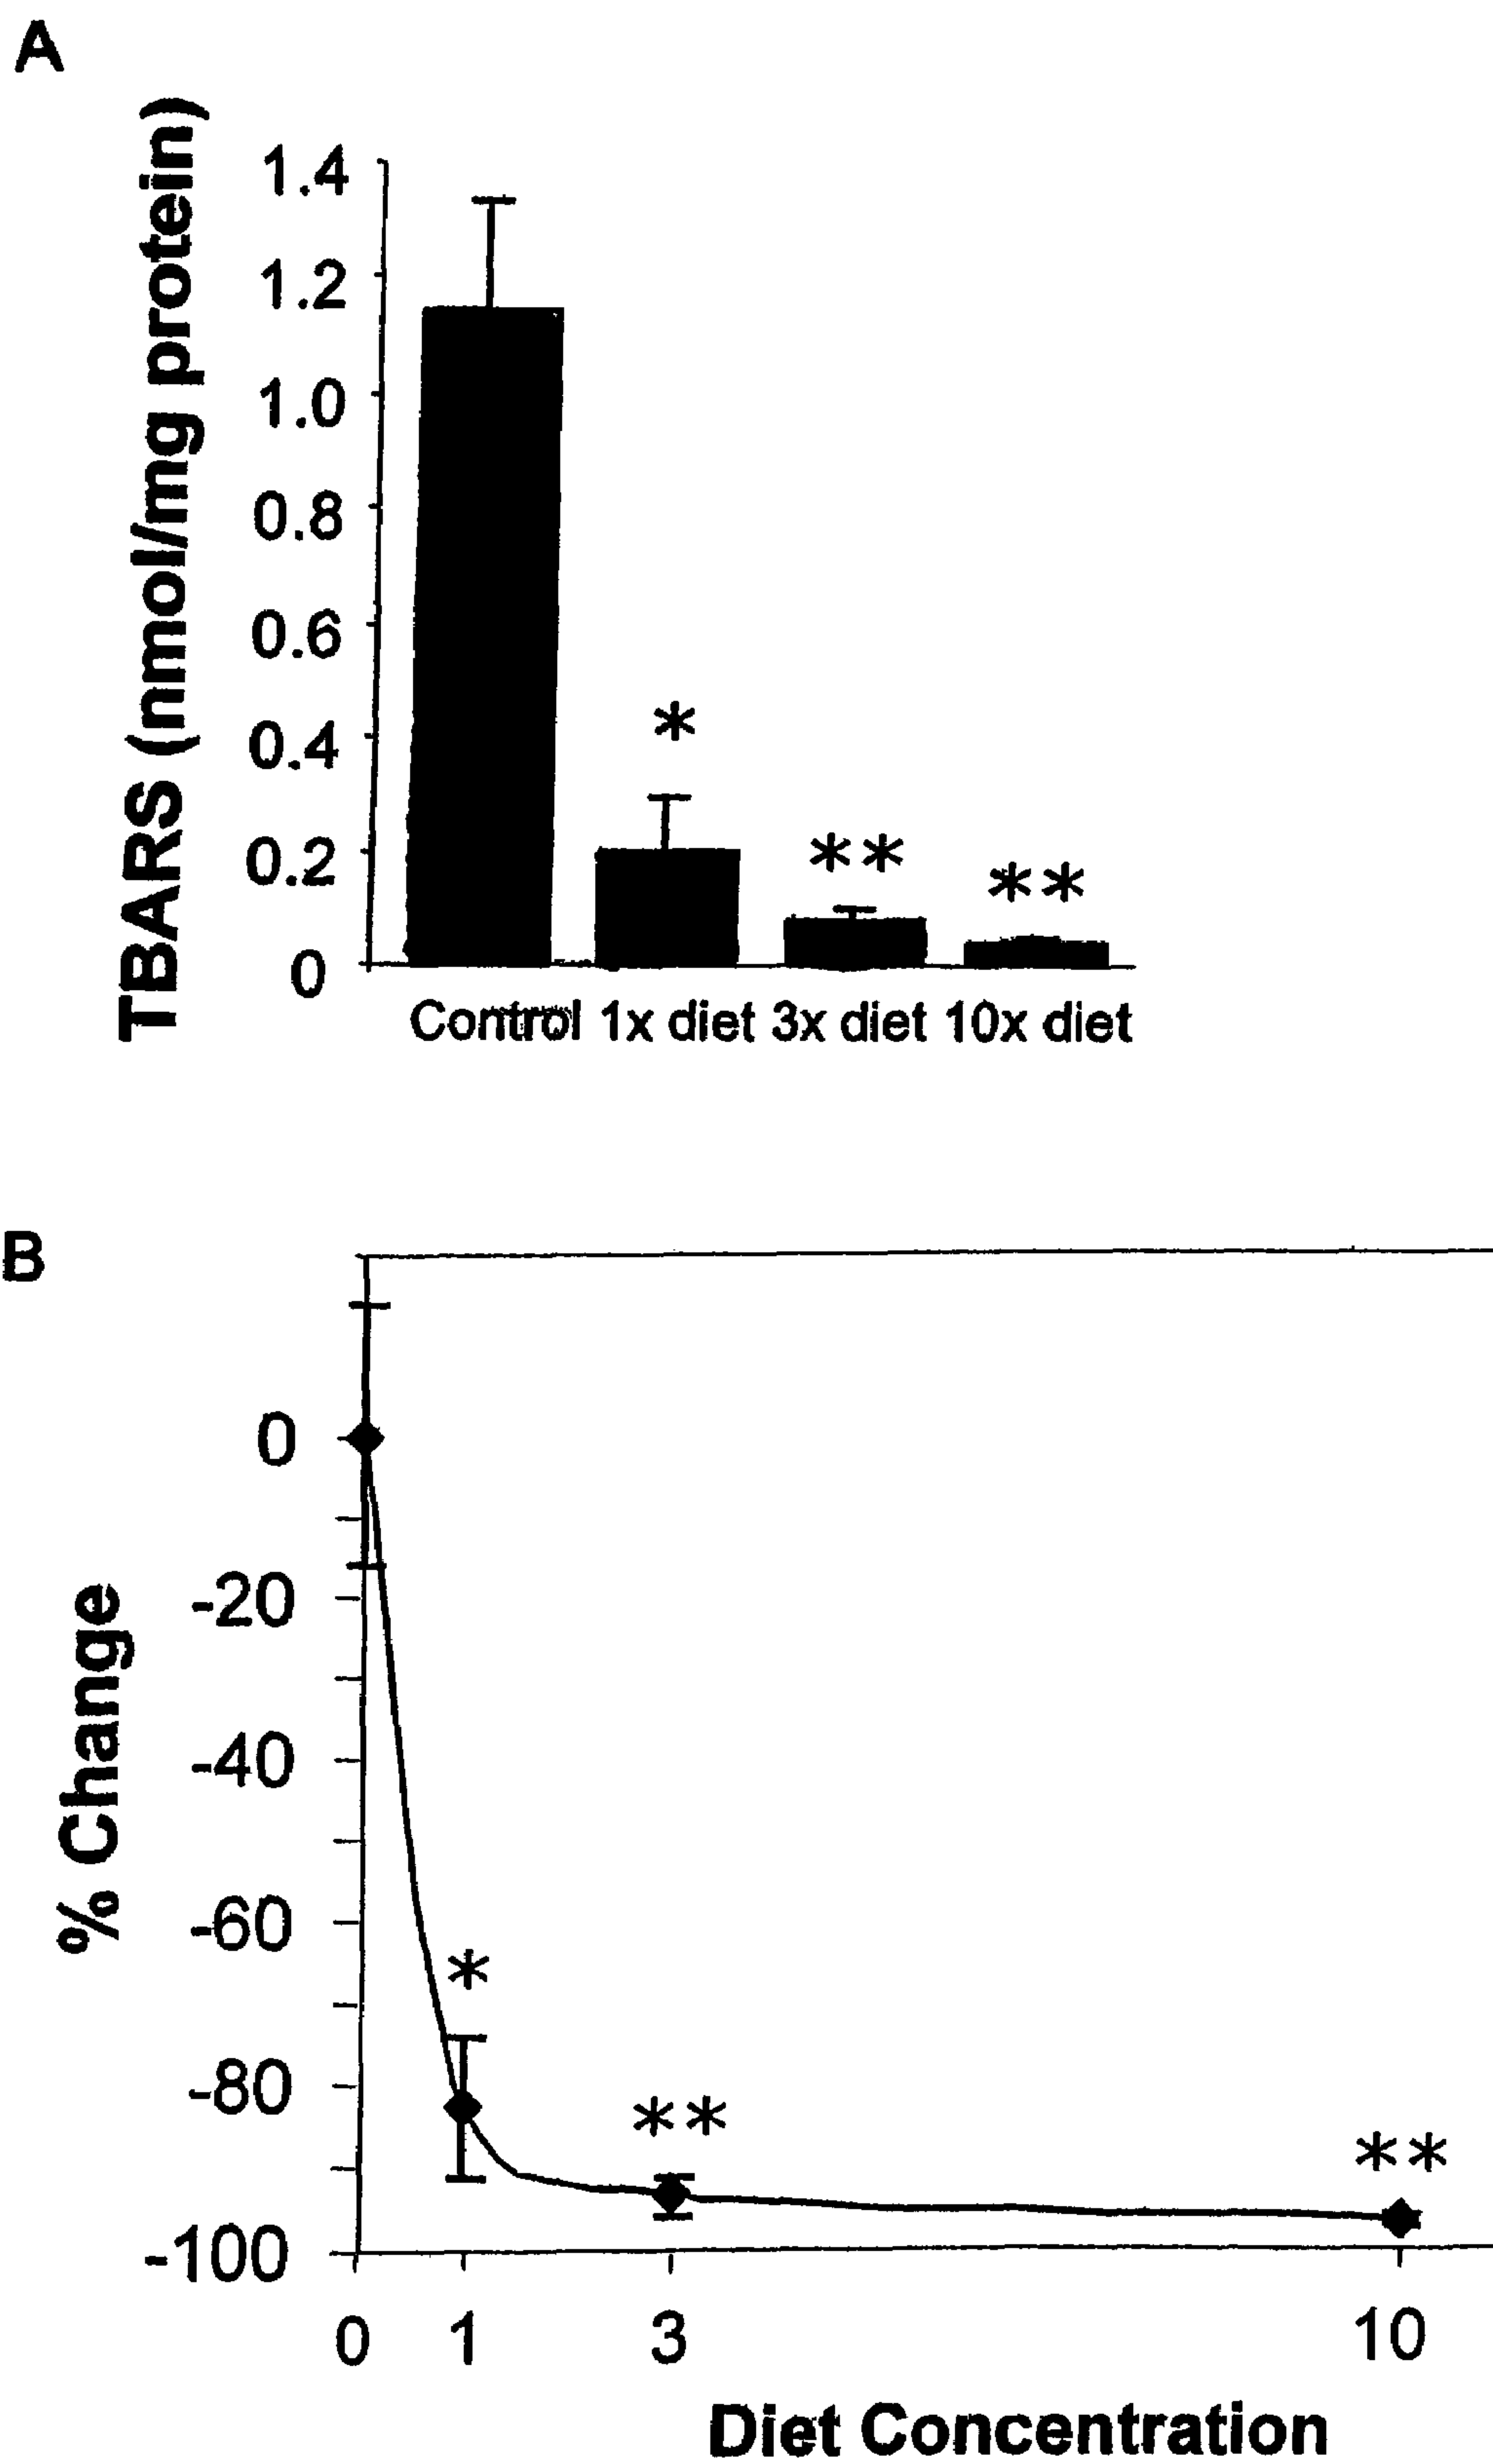 A
TBARS (nmol/mg protein)
1.4
1.2
1.0
0.8
0.6
0.4
0.2
0
*
**
**
Control 1x diet 3x diet 10x diet
B
% Change
0
-20
-40
-60
-80
-100
*
**
**
0 1 3 10
Diet Concentration